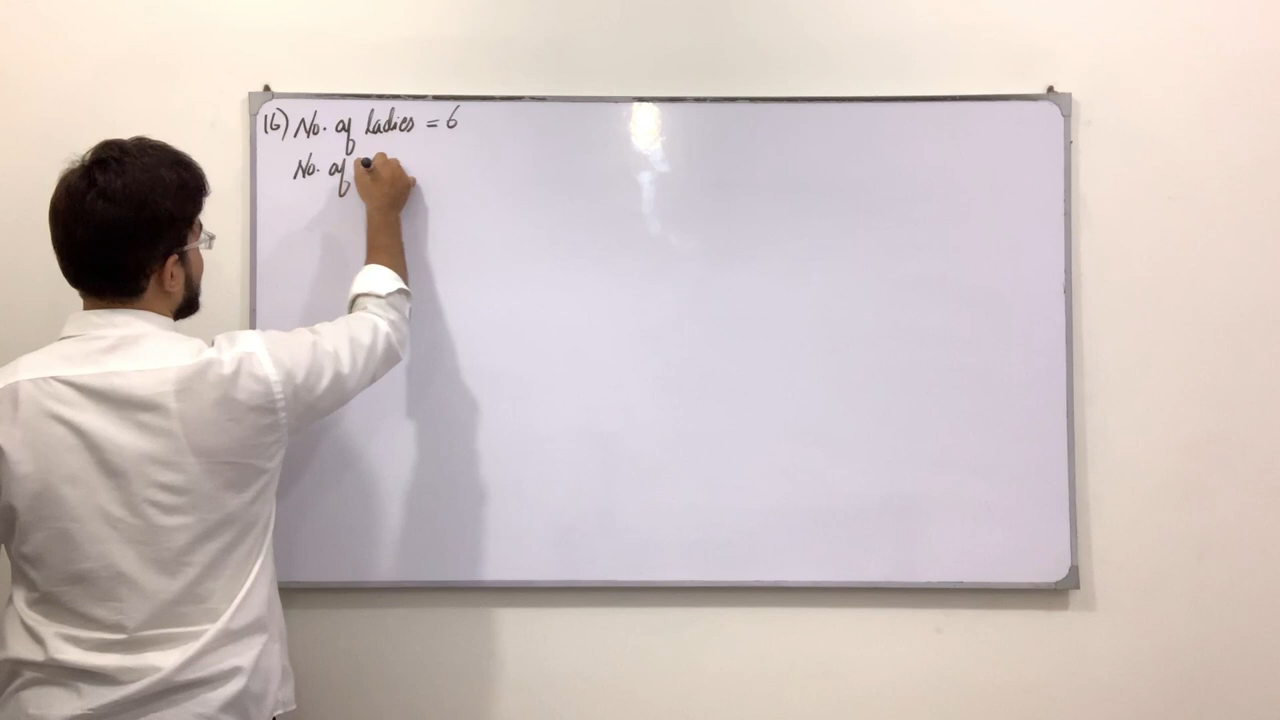 16) No. of ladies = 6
No. of